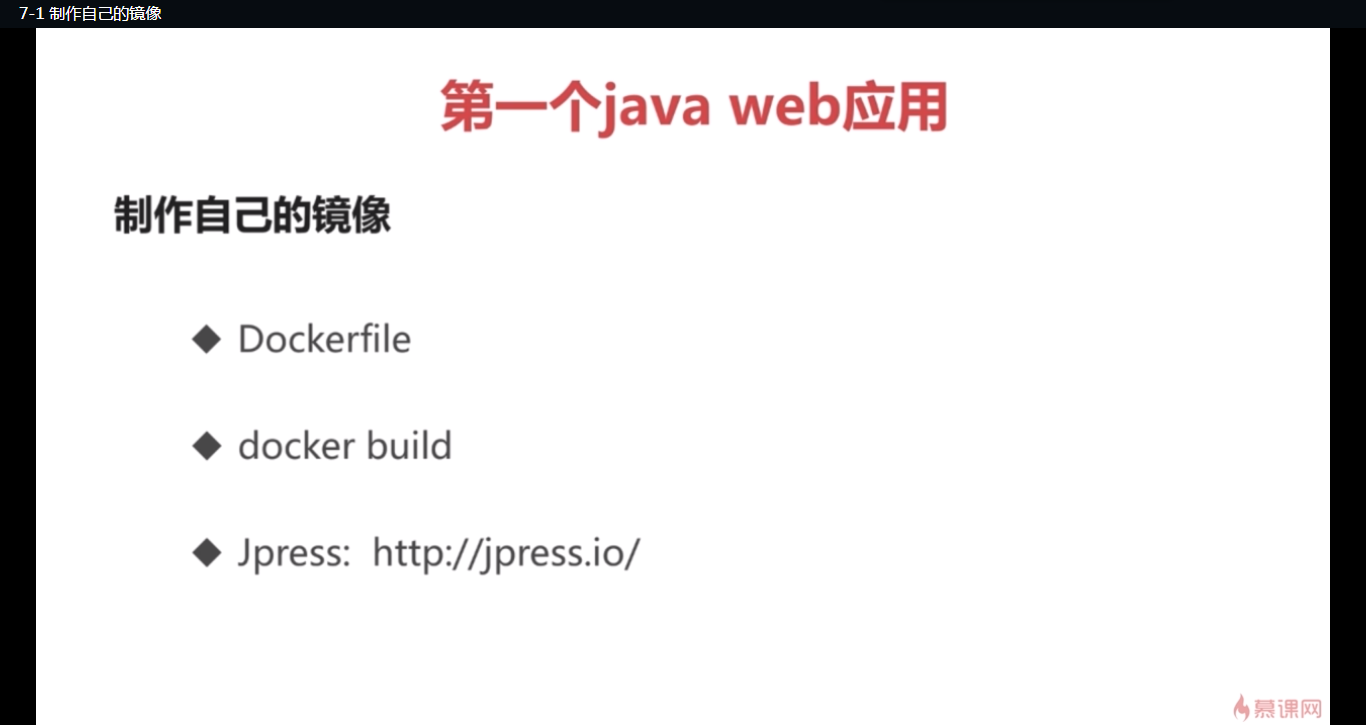 7-1 制作自己的镜像
第一个java web应用
制作自己的镜像
◆ Dockerfile
◆ docker build
◆ Jpress: http://jpress.io/
慕课网